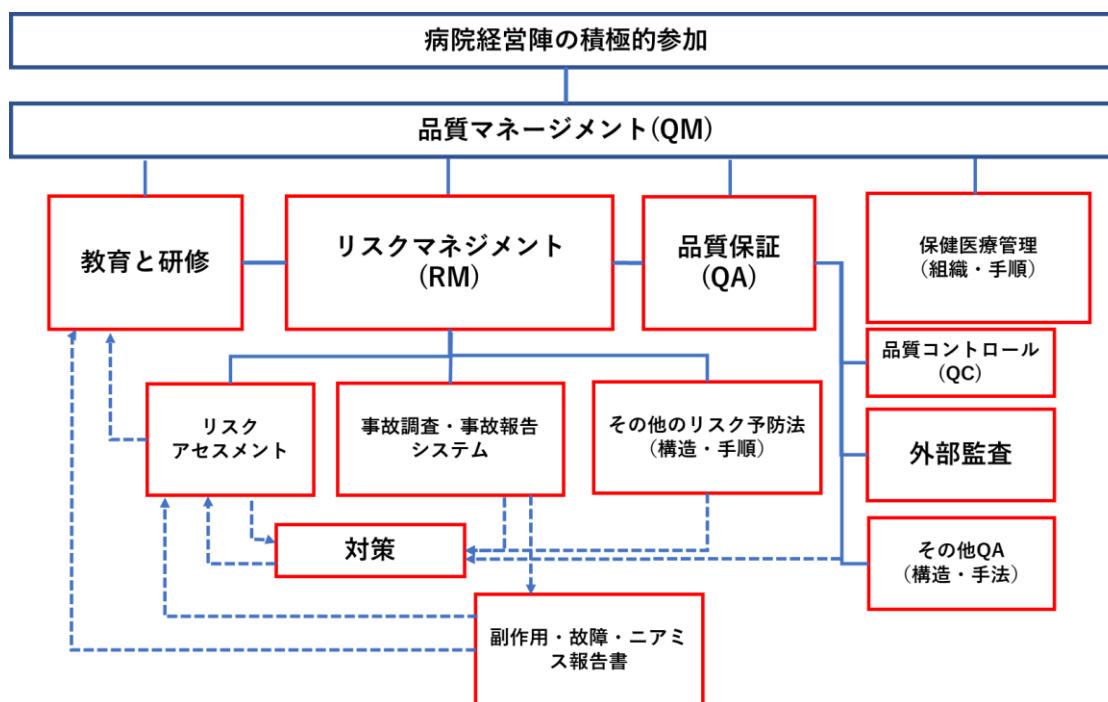 病院経営陣の積極的参加
品質マネージメント(QM)
教育と研修
リスクマネジメント
(RM)
品質保証
(QA)
保健医療管理
（組織・手順）
品質コントロール
(QC)
リスク
アセスメント
事故調査・事故報告
システム
その他のリスク予防法
（構造・手順）
外部監査
対策
その他QA
（構造・手法）
副作用・故障・ニアミ
ス報告書